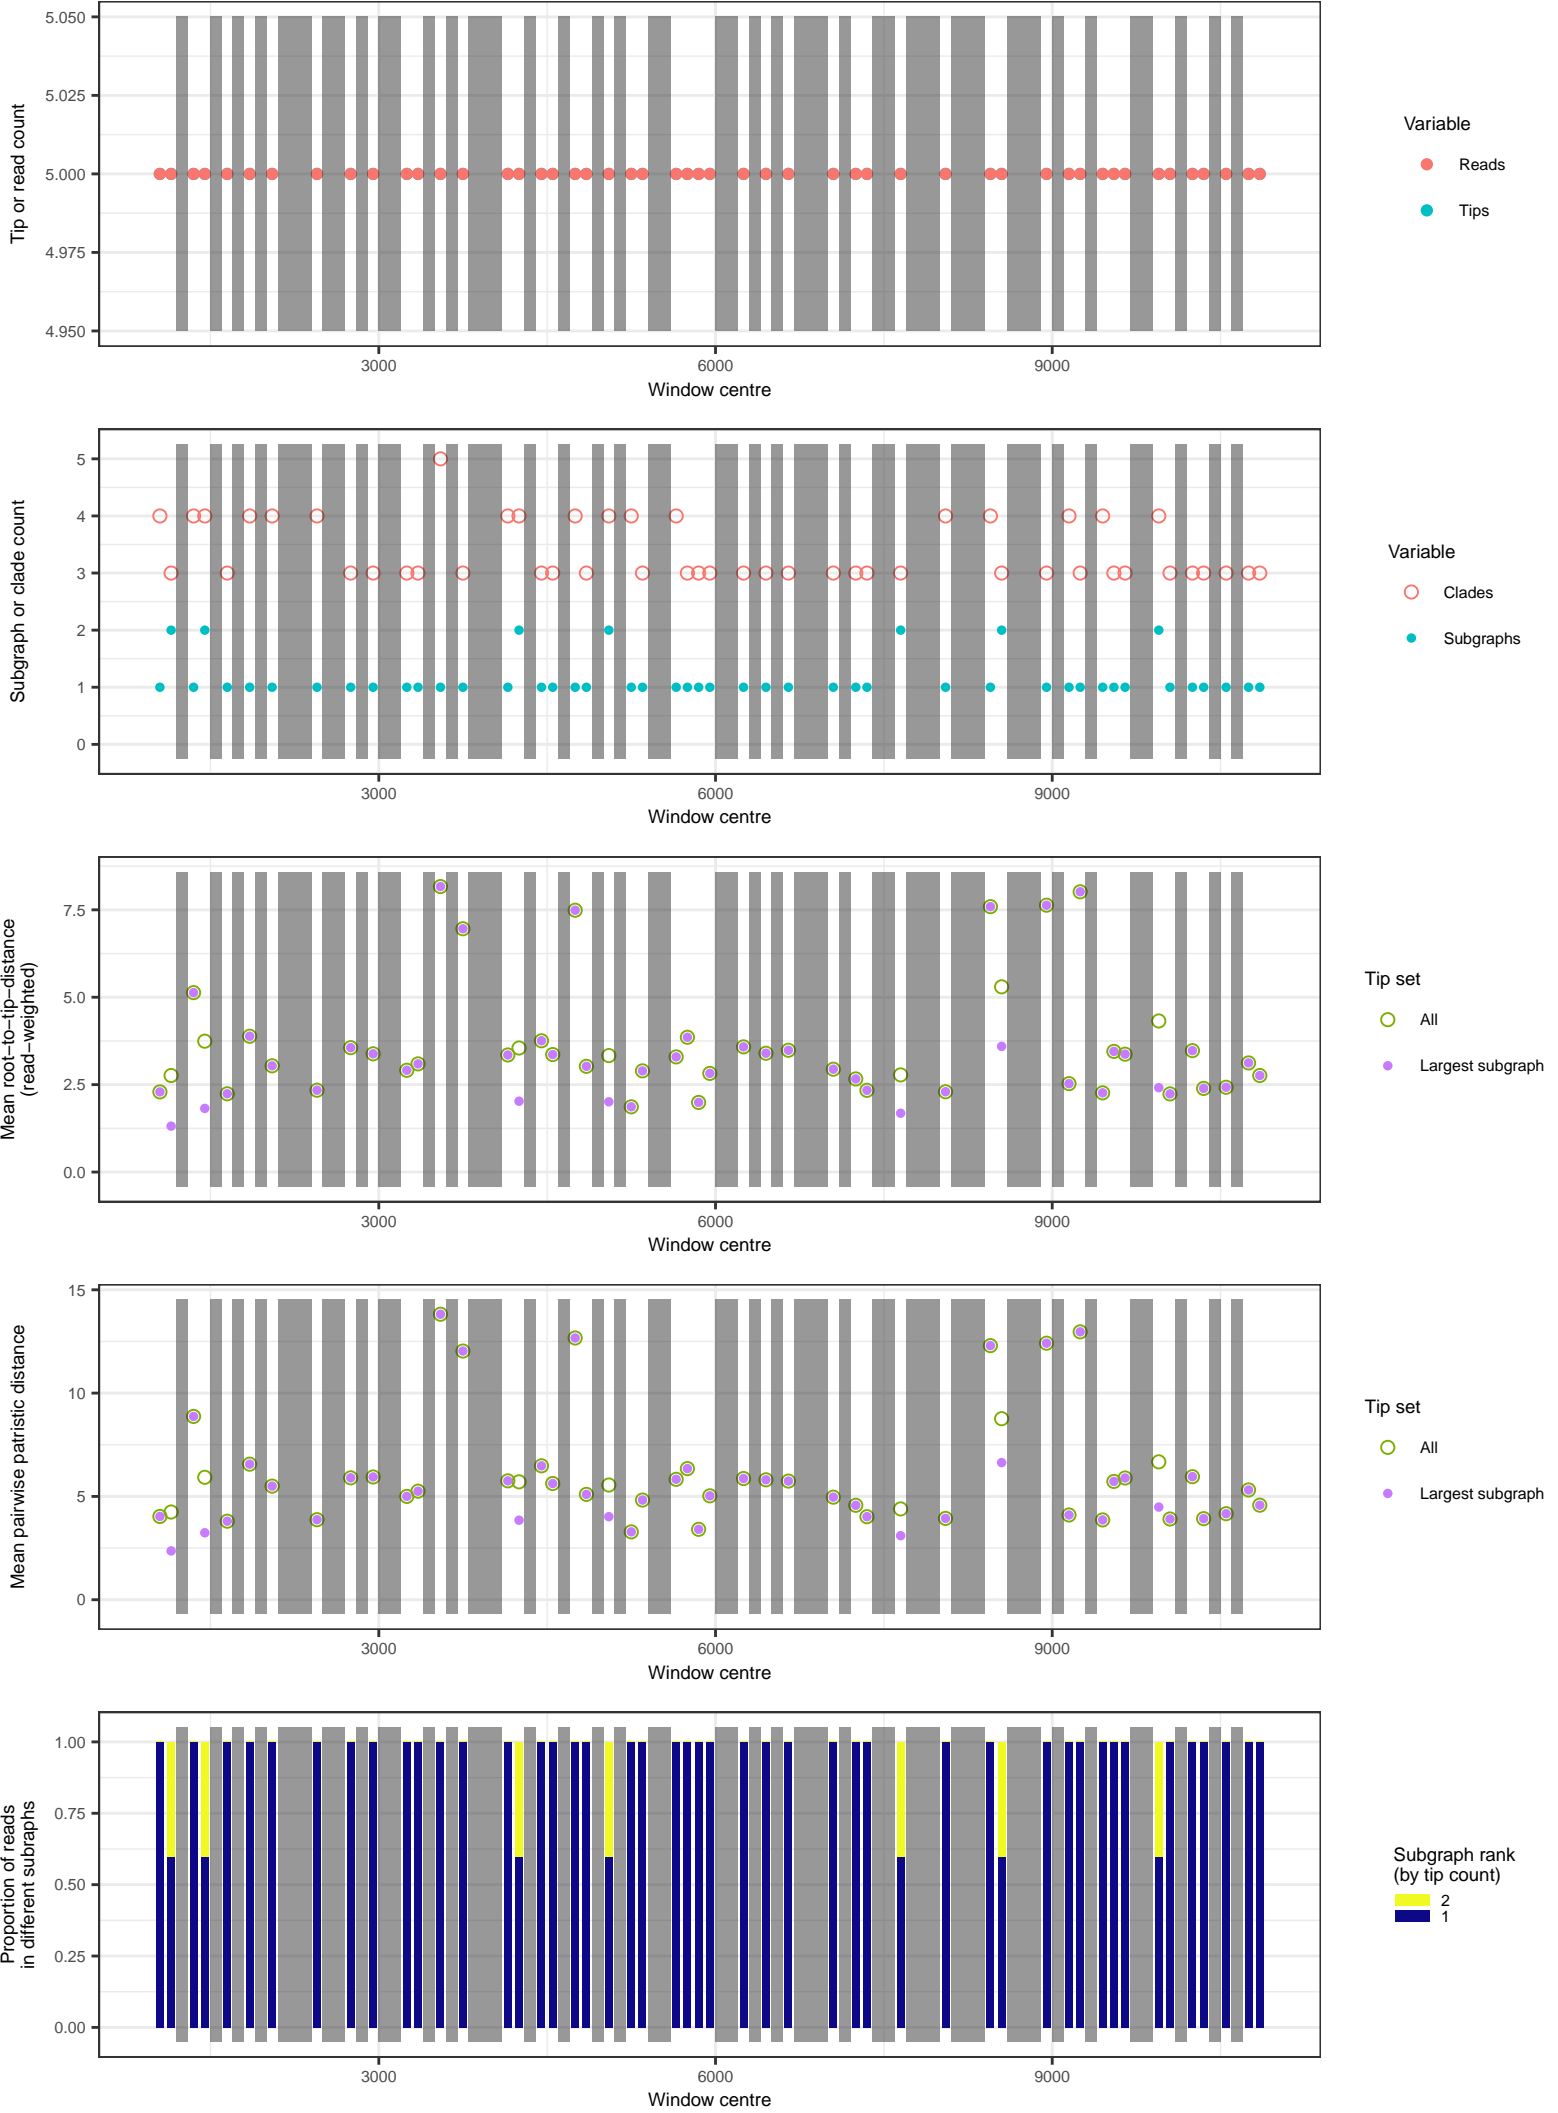 5.050
5.025
5.000
4.975
4.950
Tip or read count
3000
6000
9000
Window centre
Variable
Reads
Tips
5
4
3
2
1
0
Subgraph or clade count
3000
6000
9000
Window centre
Variable
Clades
Subgraphs
7.5
5.0
2.5
0.0
Mean root−to−tip−distance
(read−weighted)
3000
6000
9000
Window centre
Tip set
All
Largest subgraph
15
10
5
0
Mean pairwise patristic distance
3000
6000
9000
Window centre
Tip set
All
Largest subgraph
1.00
0.75
0.50
0.25
0.00
Proportion of reads
in different subraphs
3000
6000
9000
Window centre
Subgraph rank
(by tip count)
2
1